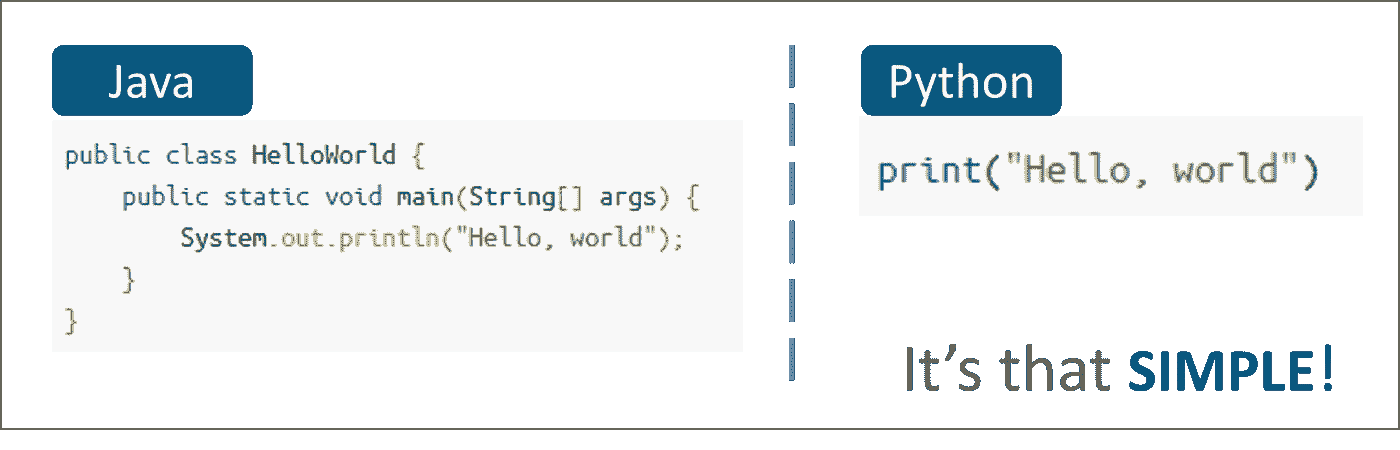 Java
public class HelloWorld {
    public static void main(String[] args) {
        System.out.println("Hello, world");
    }
}
Python
print("Hello, world")
It’s that SIMPLE!